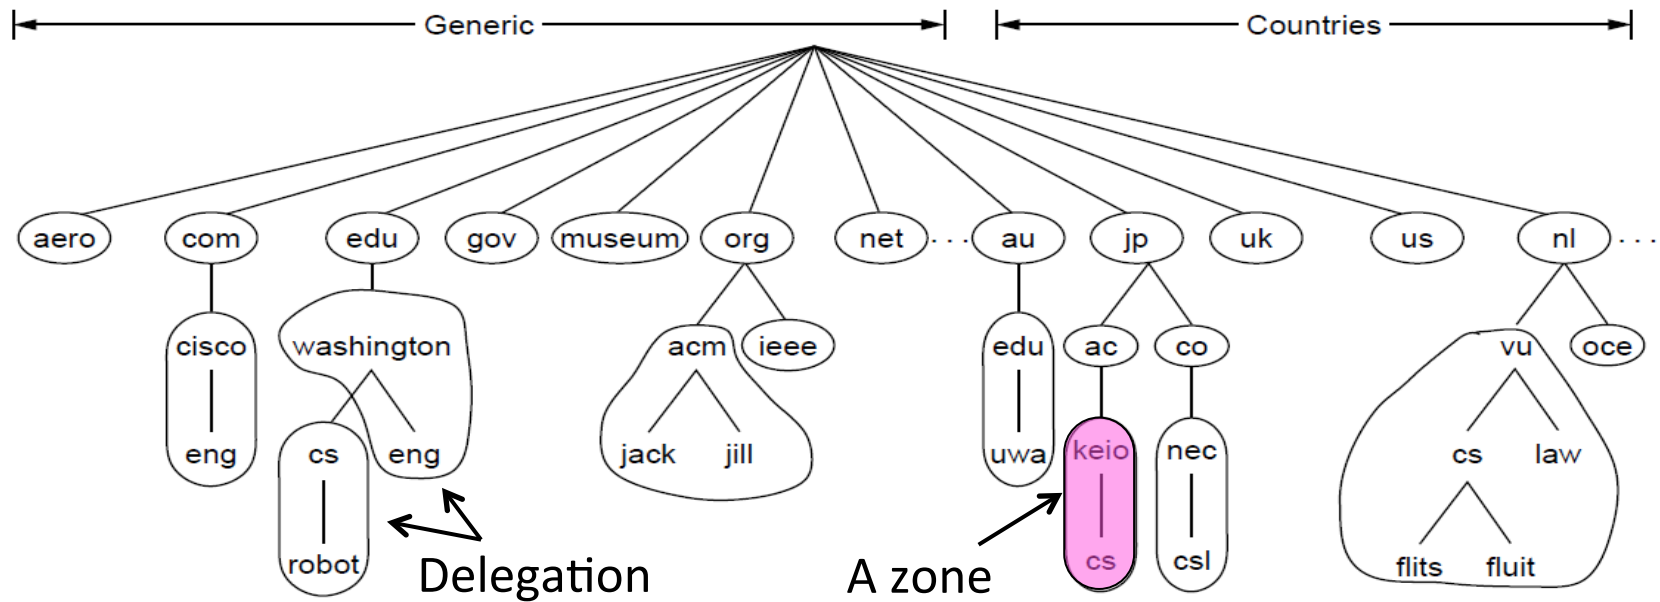 Generic Countries
aero com edu gov museum org net ... au jp uk us nl ...
cisco washington acm ieee edu ac co vu oce
eng cs eng jack jill uwa keio nec cs law
robot cs csl flits fluit
Delegation A zone